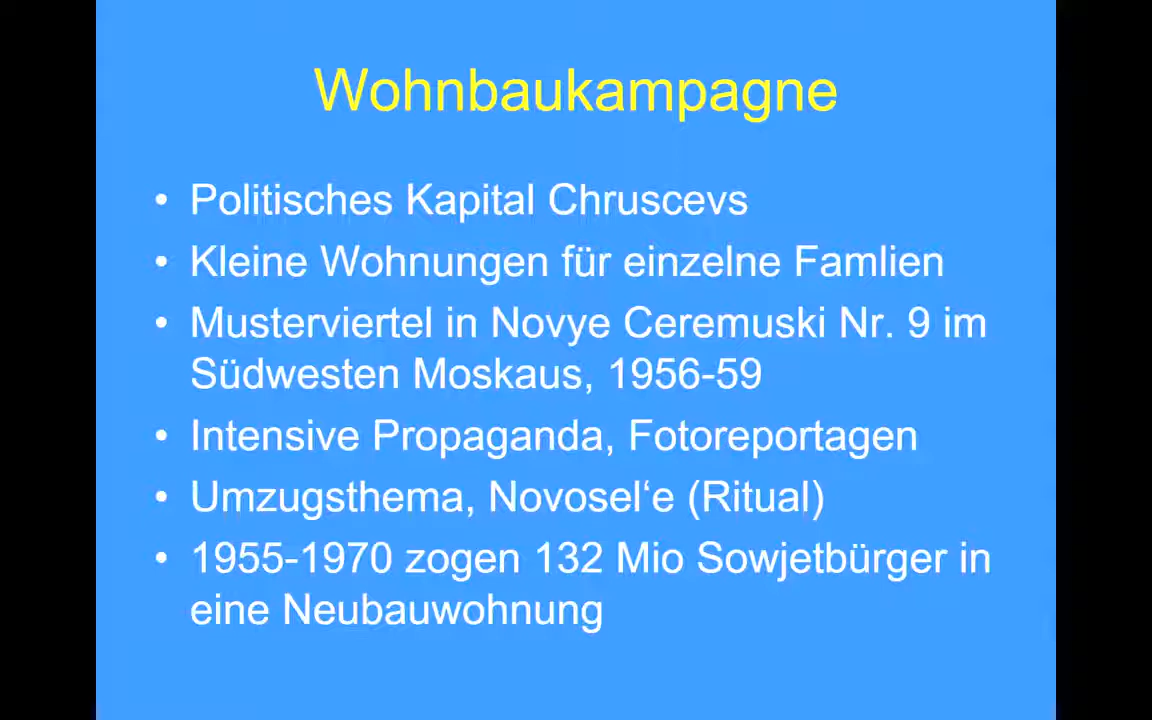 Wohnbaukampagne
• Politisches Kapital Chruscevs
• Kleine Wohnungen für einzelne Famlien
• Musterviertel in Novye Ceremuski Nr. 9 im
Südwesten Moskaus, 1956-59
• Intensive Propaganda, Fotoreportagen
• Umzugsthema, Novosel‘e (Ritual)
• 1955-1970 zogen 132 Mio Sowjetbürger in
eine Neubauwohnung